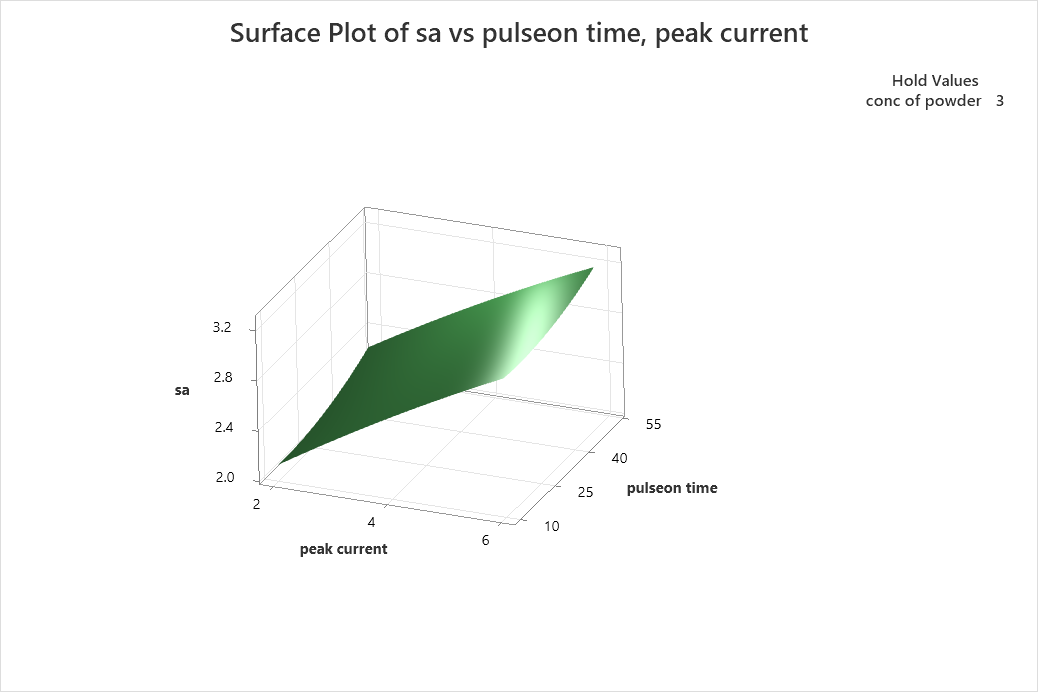 Surface Plot of sa vs pulseon time, peak current
Hold Values
conc of powder 3
3.2
2.8
sa
2.4
2.0
2
4
6
peak current
55
40
25
10
pulseon time